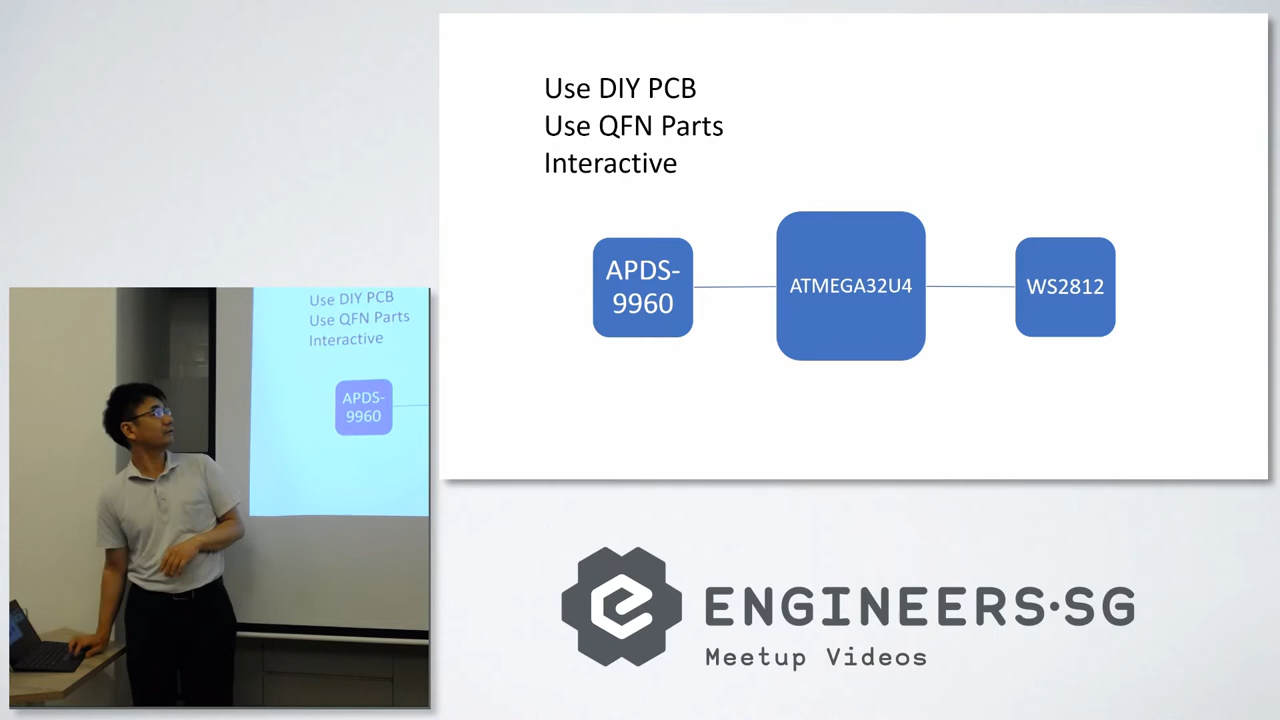 Use DIY PCB
Use QFN Parts
Interactive
APDS-
9960
ATMEGA32U4
WS2812
Use DIY PCB
Use QFN Parts
Interactive
APDS-
9960
ENGINEERS·SG
Meetup Videos